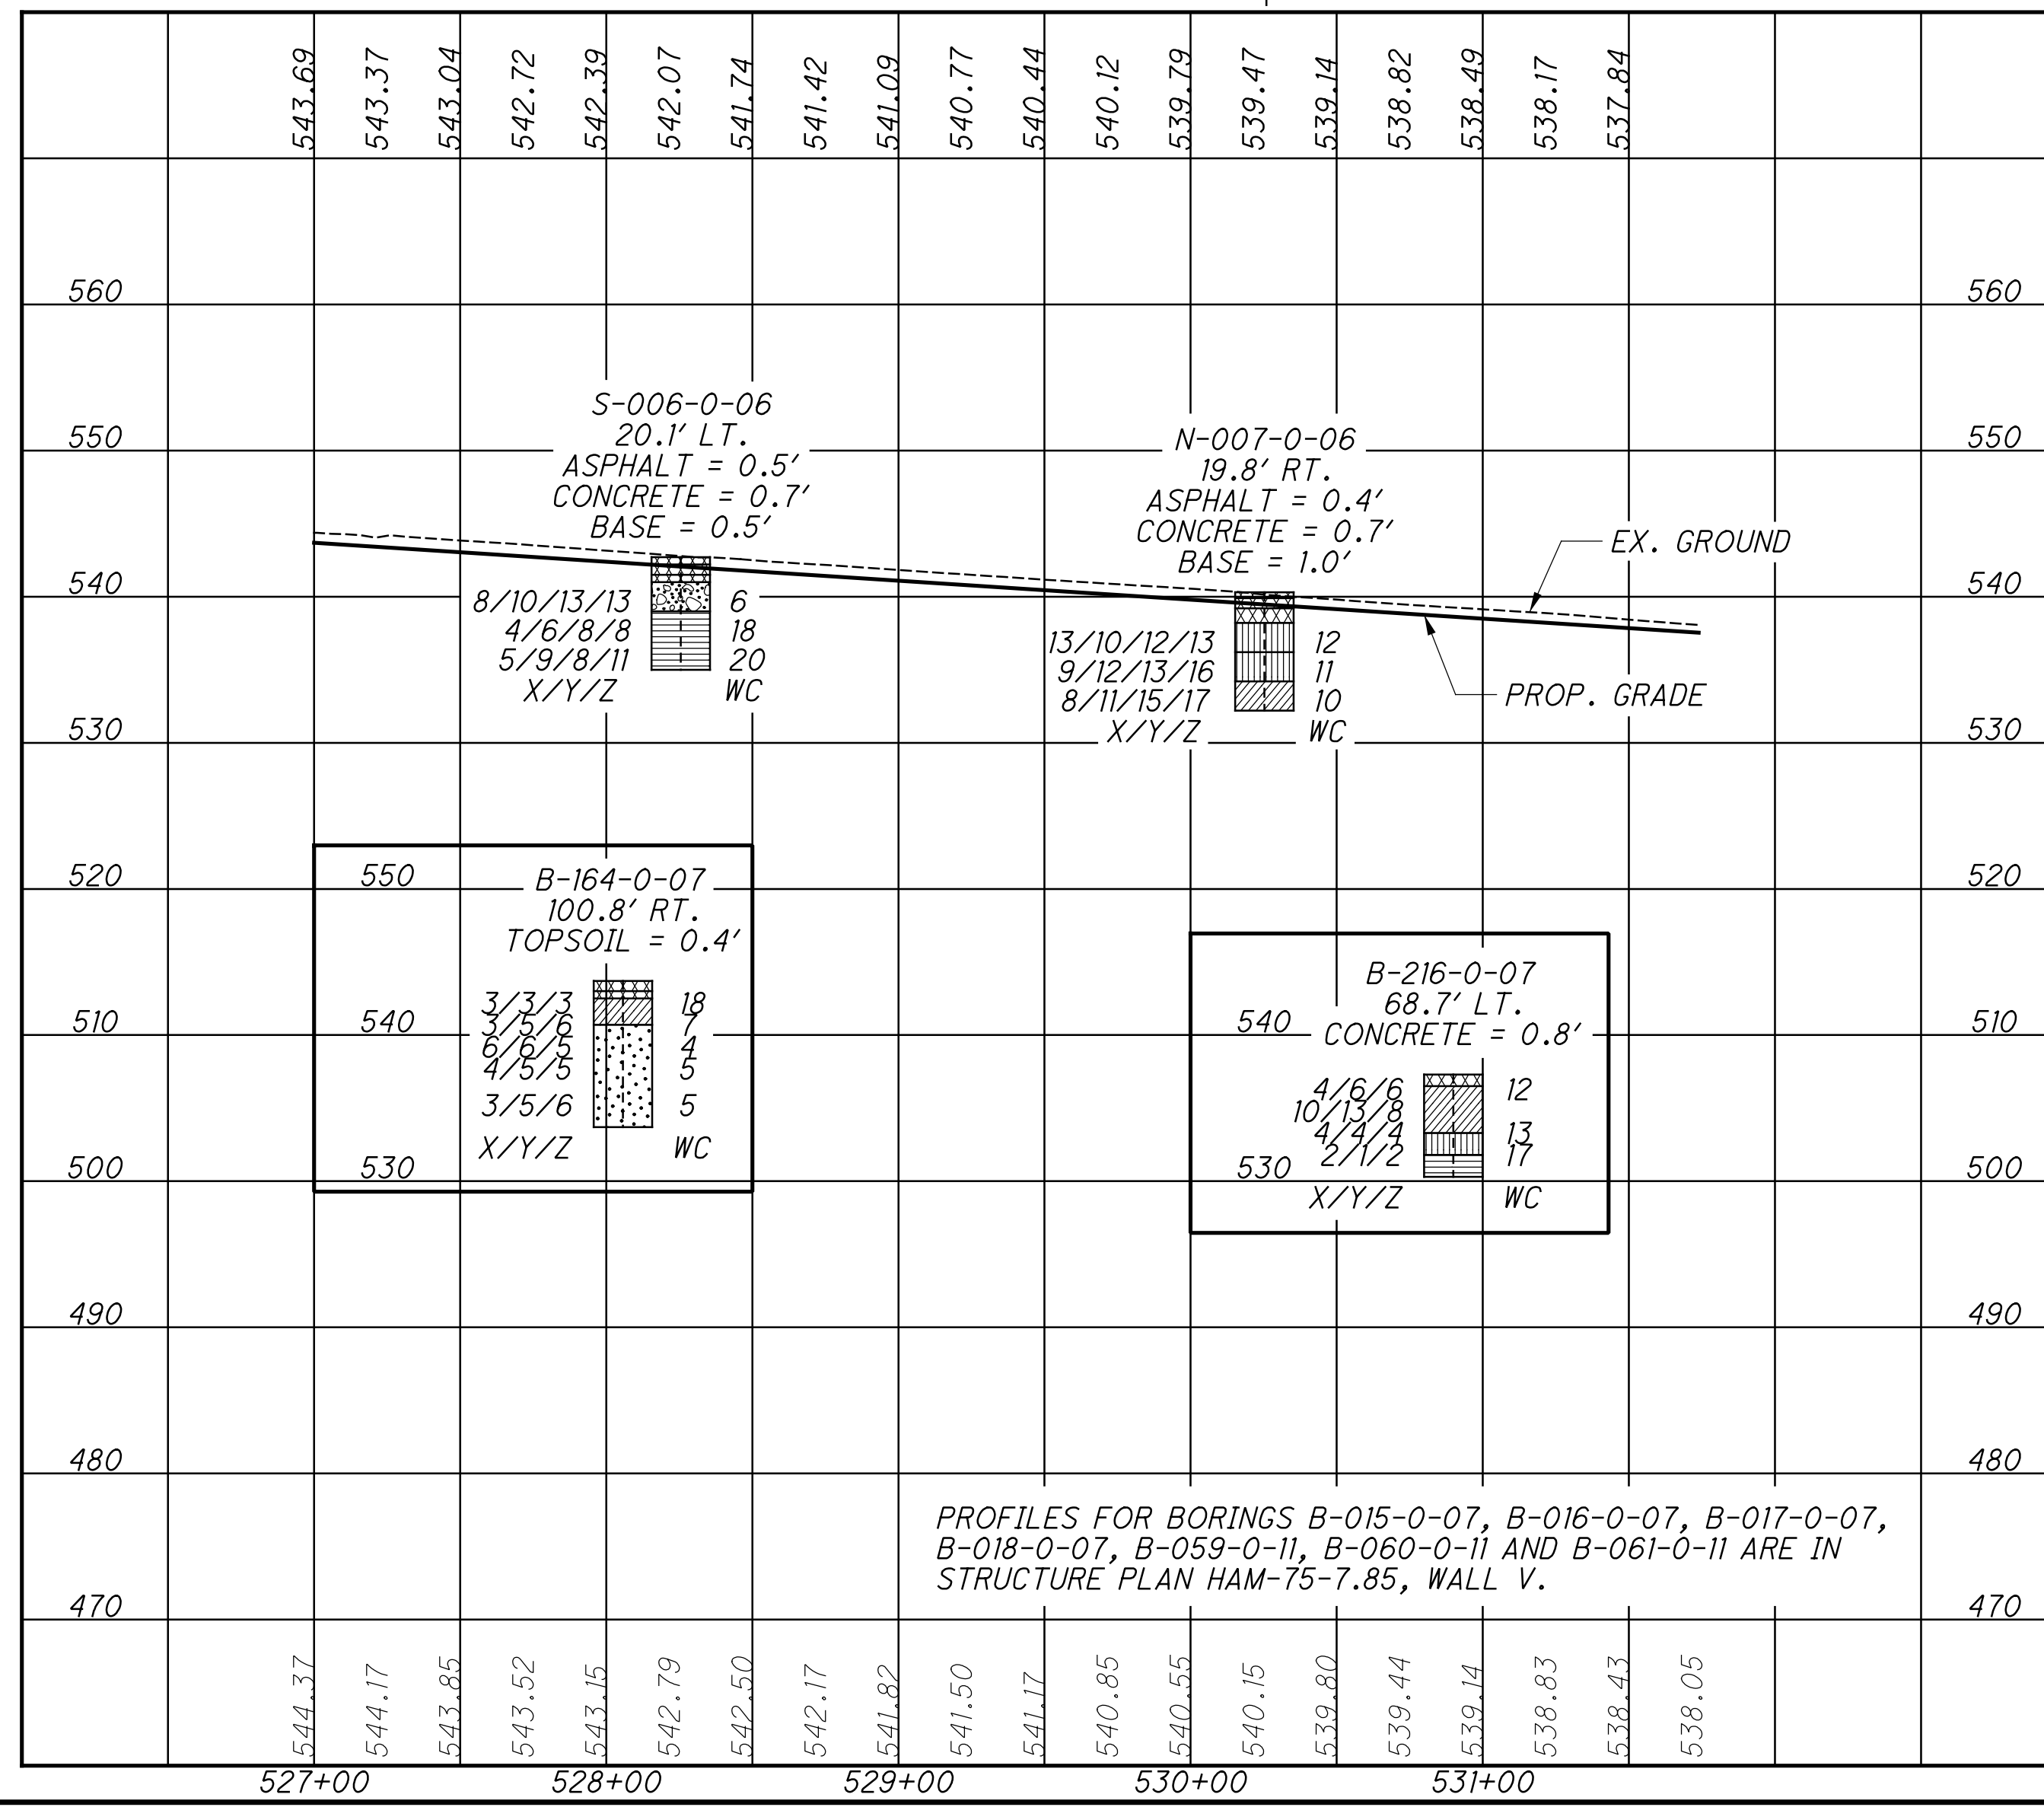 543.69
543.37
543.04
542.72
542.39
542.07
541.74
541.42
541.09
540.77
540.44
540.12
539.79
539.47
539.14
538.82
538.49
538.17
537.84
560 560
550 550
540 540
530 530
520 520
510 510
500 500
490 490
480 480
470 470
S-006-0-06
20.1' LT.
ASPHALT = 0.5'
CONCRETE = 0.7'
BASE = 0.5'
8/10/13/13 6
4/6/8/8 18
5/9/8/11 20
X/Y/Z WC
N-007-0-06
19.8' RT.
ASPHALT = 0.4'
CONCRETE = 0.7'
BASE = 1.0'
13/10/12/13 12
9/12/13/16 11
8/11/15/17 10
X/Y/Z WC
EX. GROUND
PROP. GRADE
550
540
530
B-164-0-07
100.8' RT.
TOPSOIL = 0.4'
3/3/3 18
3/5/6 7
6/6/5 4
4/5/5 5
3/5/6 5
X/Y/Z WC
540
530
B-216-0-07
68.7' LT.
CONCRETE = 0.8'
4/6/6 12
10/13/8
4/4/4 13
2/1/2 17
X/Y/Z WC
PROFILES FOR BORINGS B-015-0-07, B-016-0-07, B-017-0-07,
B-018-0-07, B-059-0-11, B-060-0-11 AND B-061-0-11 ARE IN
STRUCTURE PLAN HAM-75-7.85, WALL V.
544.37
544.17
543.85
543.52
543.15
542.79
542.50
542.17
541.82
541.50
541.17
540.85
540.55
540.15
539.80
539.44
539.14
538.83
538.43
538.05
527+00 528+00 529+00 530+00 531+00